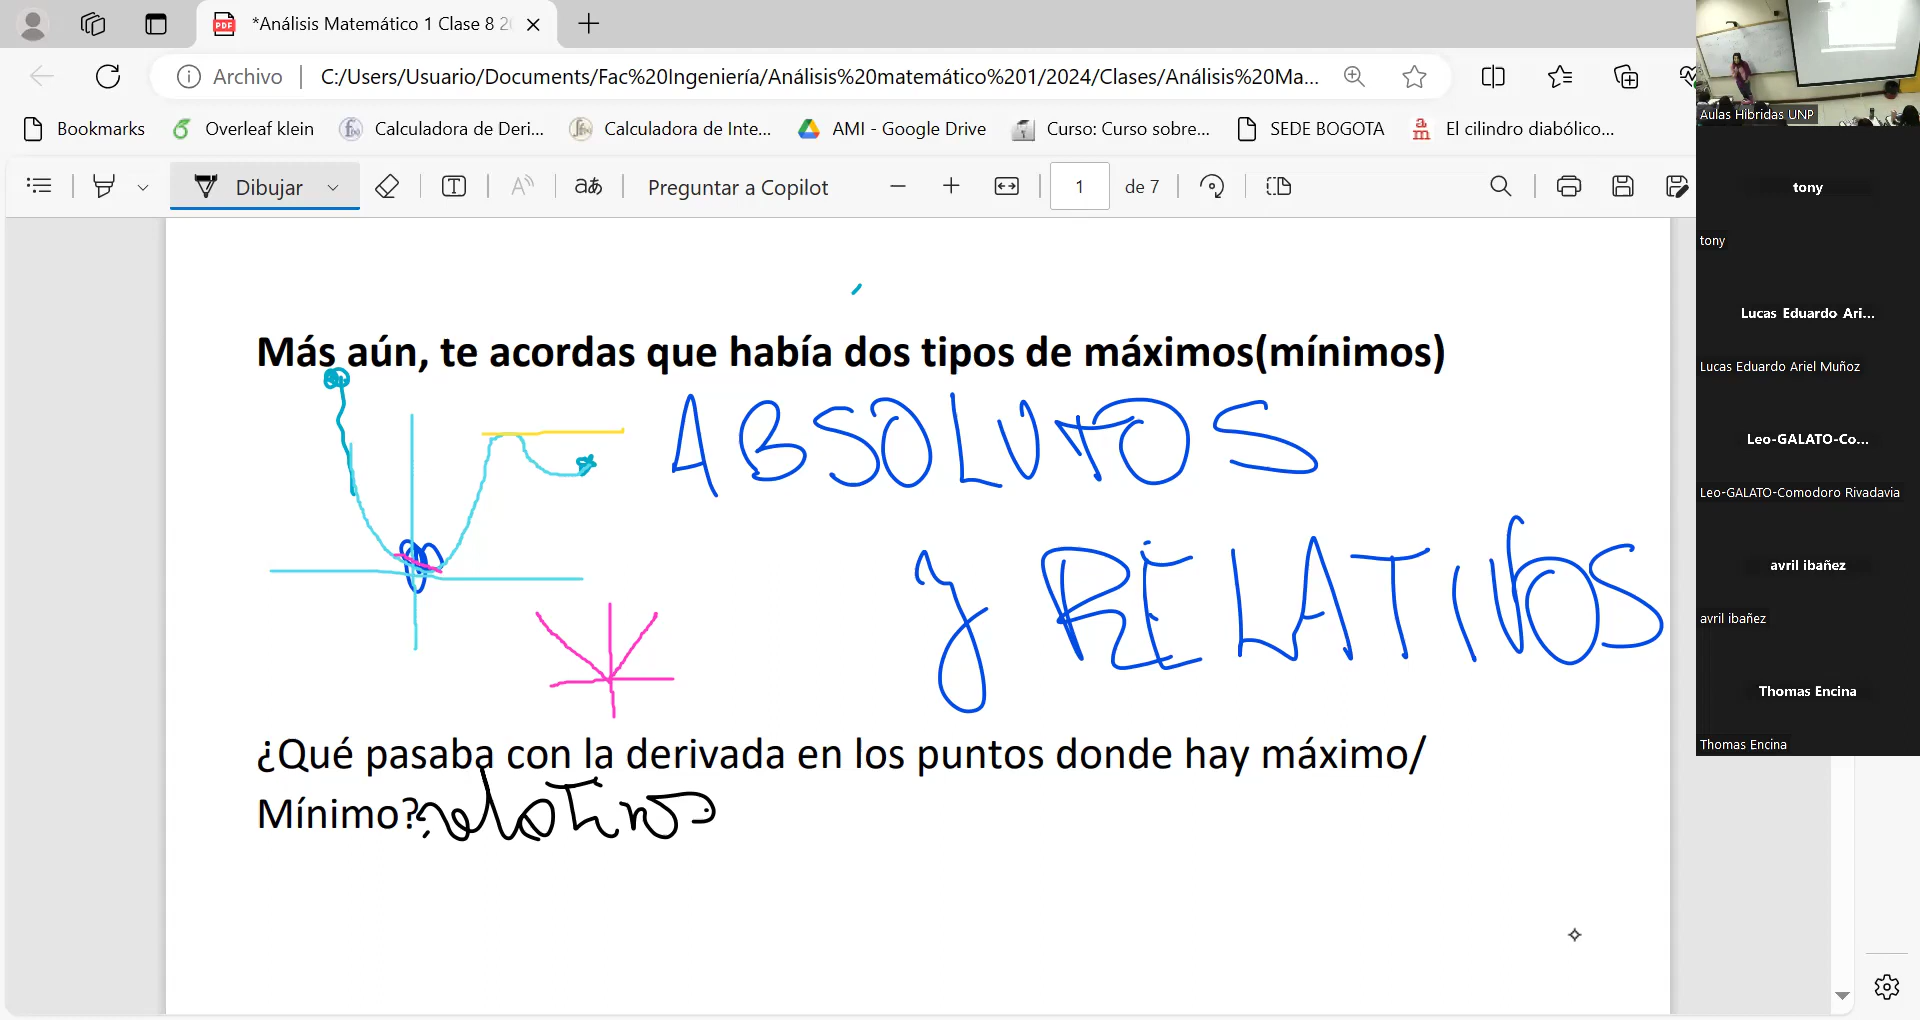 *Análisis Matemático 1 Clase 8 2
Archivo
C:/Users/Usuario/Documents/Fac%20Ingeniería/Análisis%20matemático%201/2024/Clases/Análisis%20Ma...
Aulas Hibridas UNP
Bookmarks
Overleaf klein
Calculadora de Deri...
Calculadora de Inte...
AMI - Google Drive
Curso: Curso sobre...
SEDE BOGOTA
El cilindro diabólico...
Dibujar
Preguntar a Copilot
1 de 7
tony
tony
Lucas Eduardo Ari...
Lucas Eduardo Ariel Muñoz
Leo-GALATO-Co...
Leo-GALATO-Comodoro Rivadavia
avril ibañez
avril ibañez
Thomas Encina
Thomas Encina
Más aún, te acordas que había dos tipos de máximos(mínimos)
ABSOLUTOS
y RELATIVOS
¿Qué pasaba con la derivada en los puntos donde hay máximo/
Mínimo? relativos